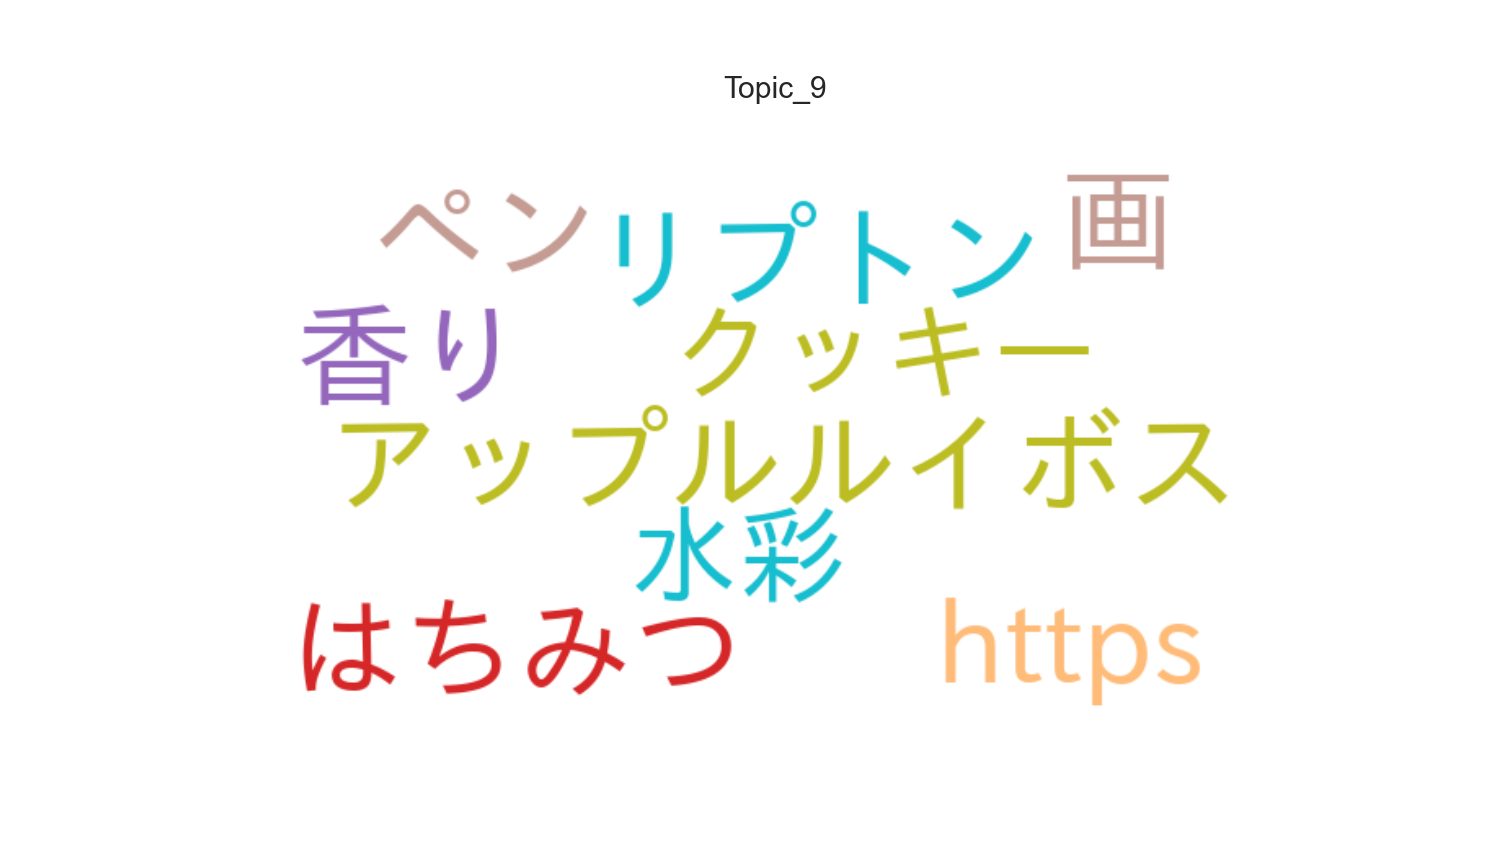 Topic_9
ペン
リプトン
画
香り
クッキー
アップルルイボス
水彩
はちみつ
https